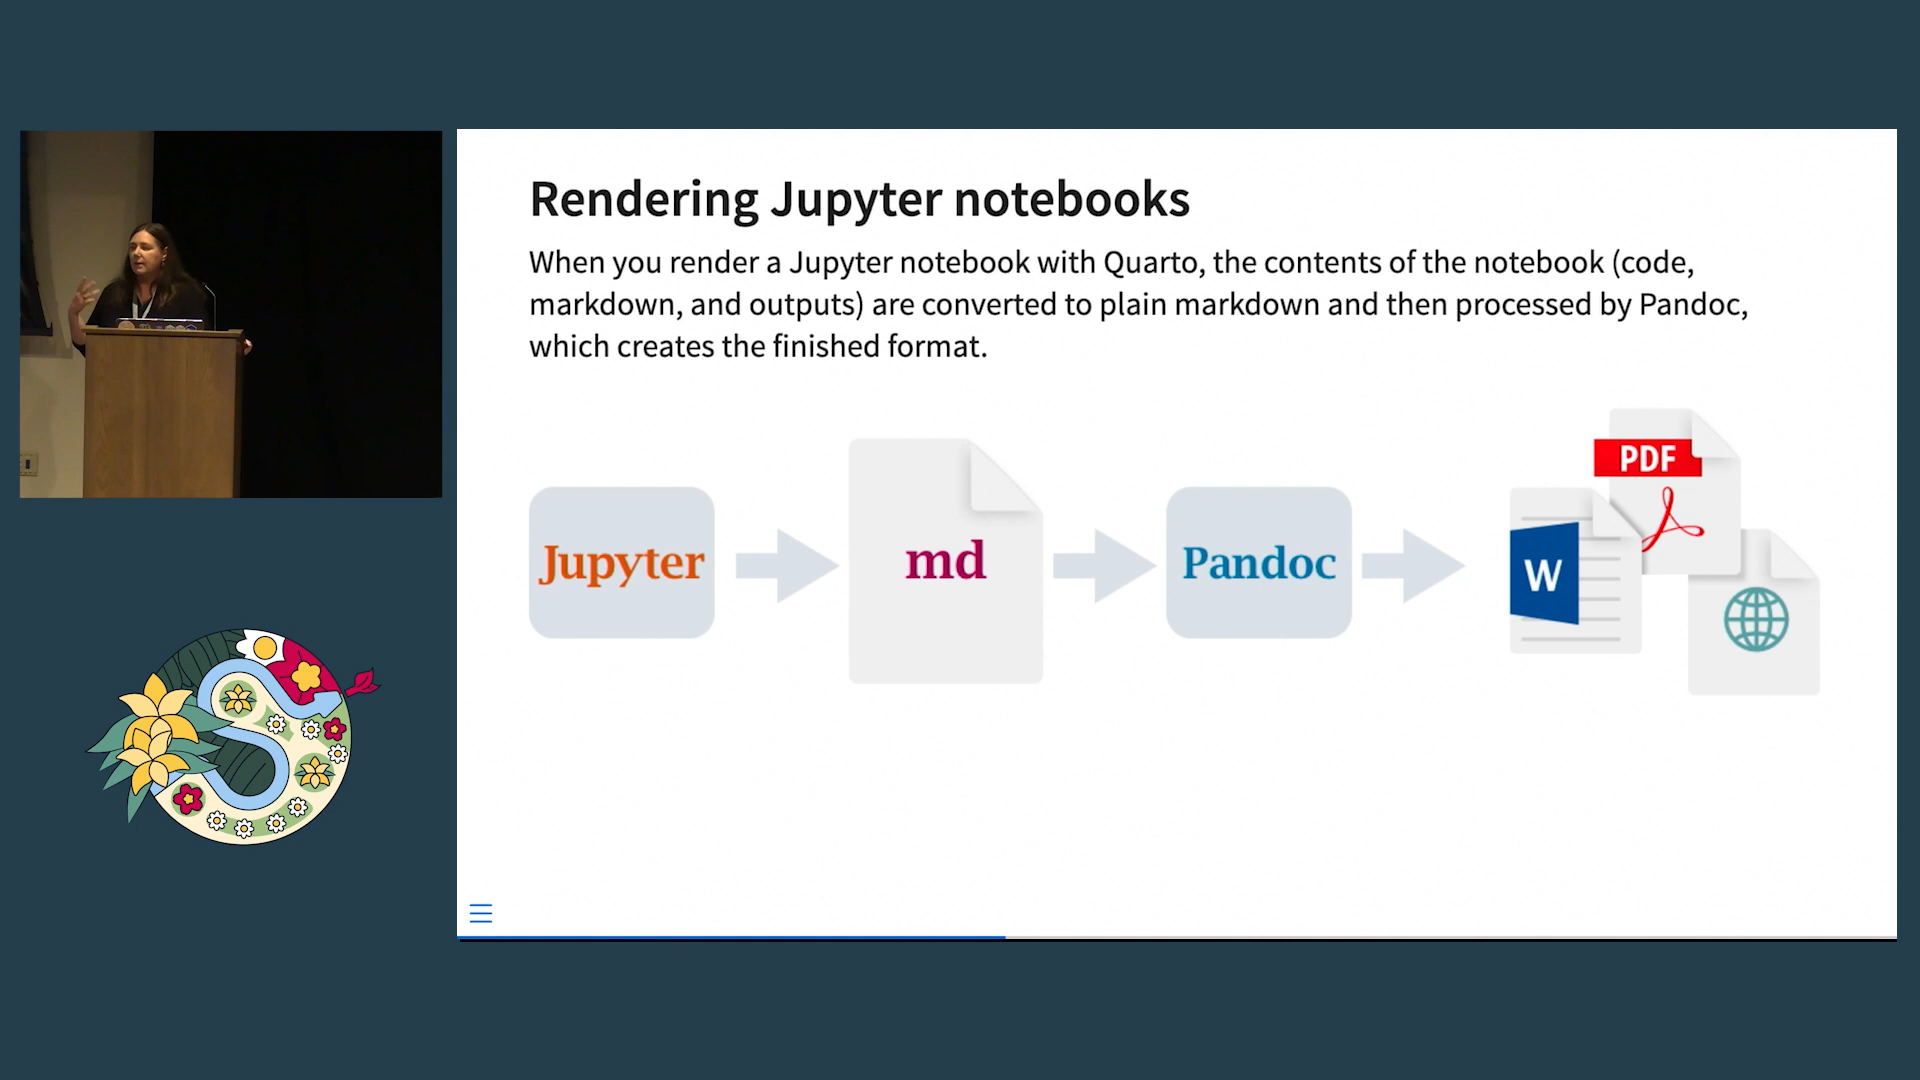 Rendering Jupyter notebooks
When you render a Jupyter notebook with Quarto, the contents of the notebook (code,
markdown, and outputs) are converted to plain markdown and then processed by Pandoc,
which creates the finished format.
Jupyter
md
Pandoc
PDF
W